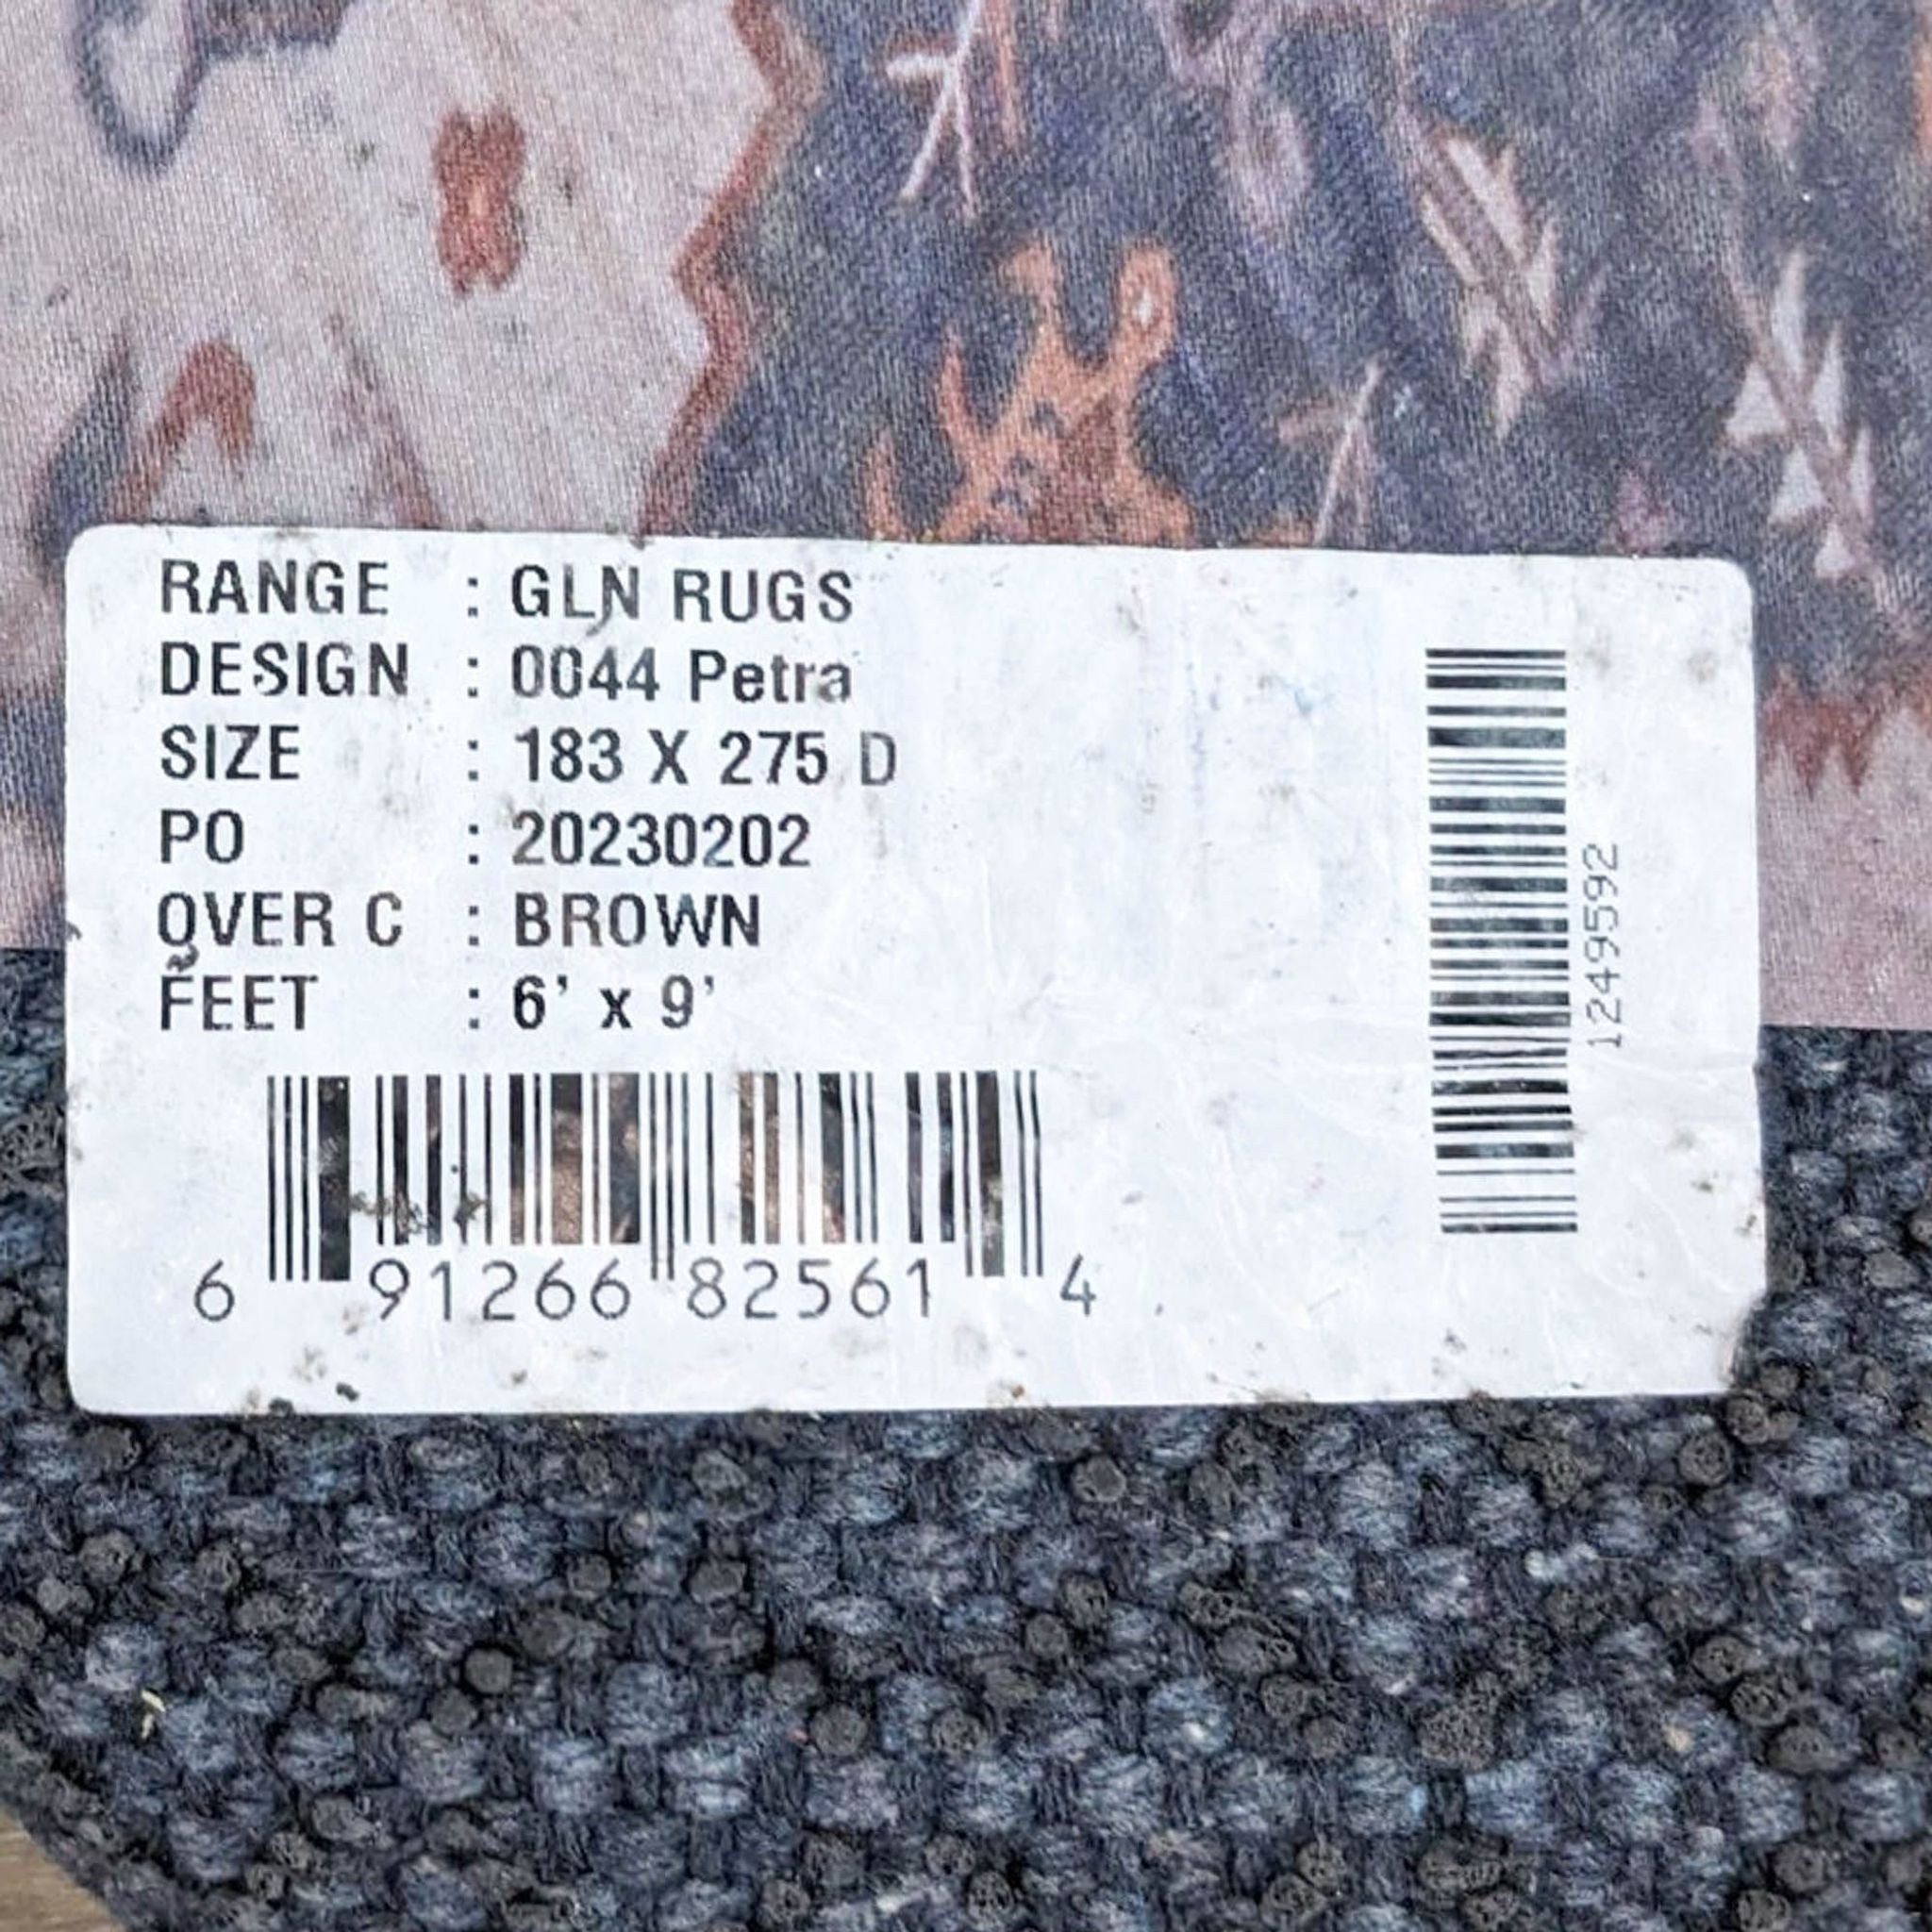 RANGE : GLN RUGS
DESIGN : 0044 Petra
SIZE : 183 X 275 D
PO : 20230202
OVER C : BROWN
FEET : 6' x 9'
6 91266 82561 4
1249592